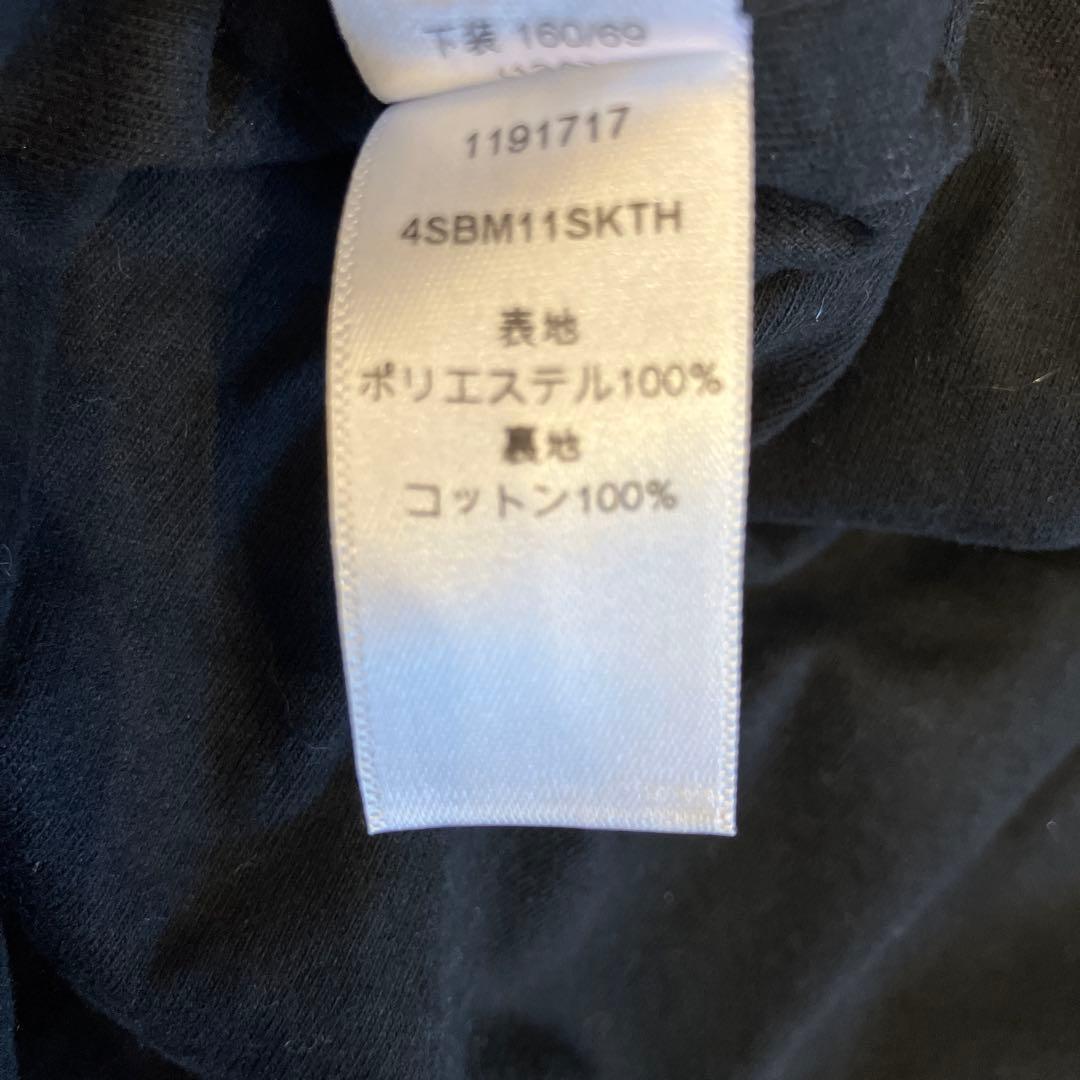 下装 160/69
1191717
4SBM11SKTH
表地
ポリエステル100%
裏地
コットン100%